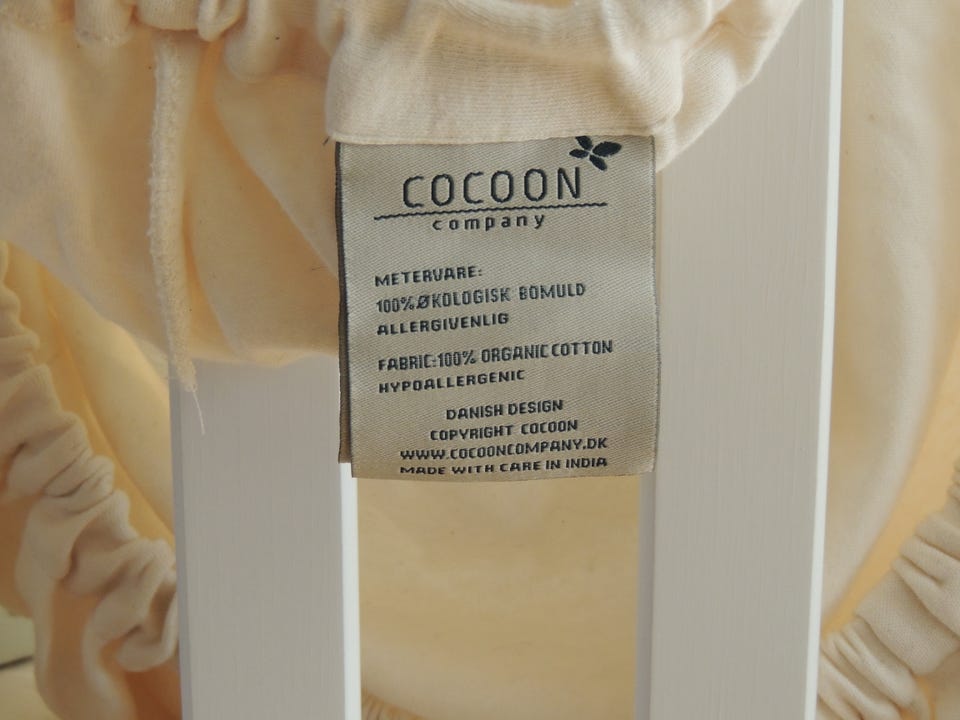 COCOON
company
METERVARE:
100% ØKOLOGISK BOMULD
ALLERGIVENLIG
FABRIC: 100% ORGANIC COTTON
HYPOALLERGENIC
DANISH DESIGN
COPYRIGHT COCOON
WWW.COCOONCOMPANY.DK
MADE WITH CARE IN INDIA